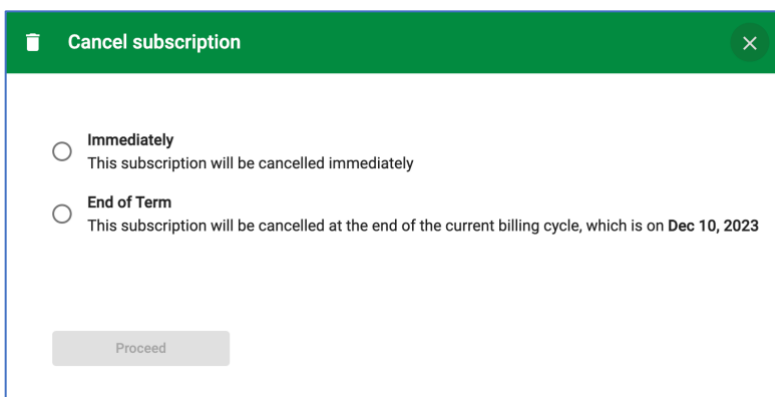 Cancel subscription
Immediately
This subscription will be cancelled immediately
End of Term
This subscription will be cancelled at the end of the current billing cycle, which is on Dec 10, 2023
Proceed